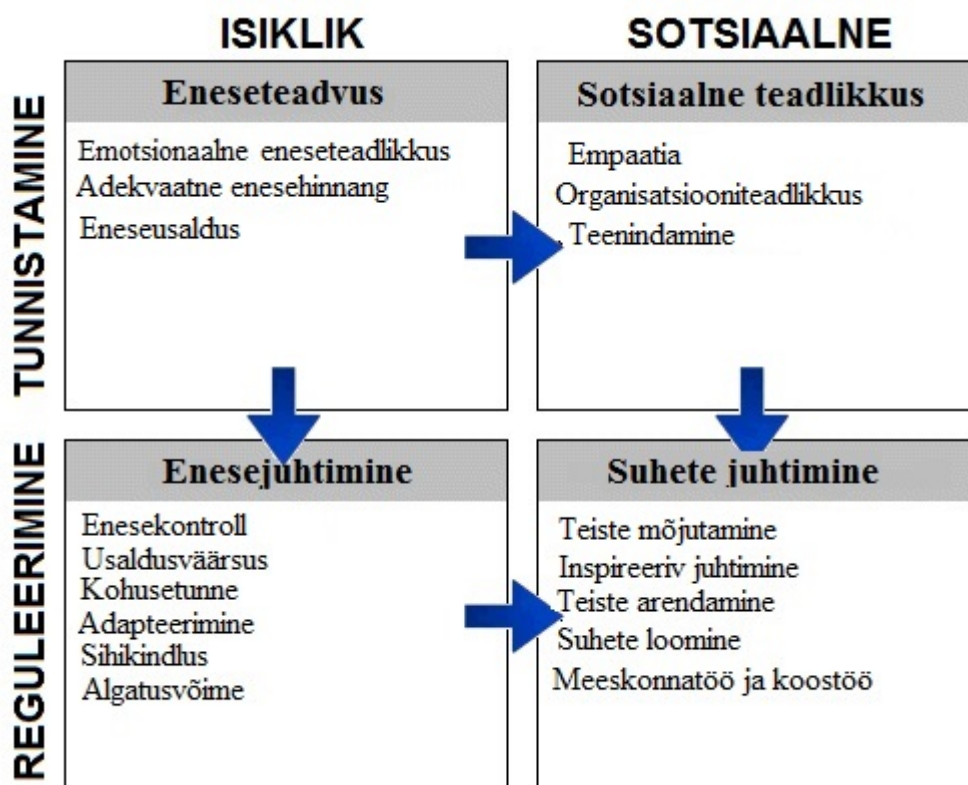 ISIKLIK
SOTSIAALNE
TUNNISTAMINE
Eneseteadvus
Emotsionaalne eneseteadlikkus
Adekvaatne enesehinnang
Eneseusaldus
Sotsiaalne teadlikkus
Empaatia
Organisatsiooniteadlikkus
Teenindamine
REGULEERIMINE
Enesejuhtimine
Enesekontroll
Usaldusväärsus
Kohusetunne
Adapteerimine
Sihikindlus
Algatusvõime
Suhete juhtimine
Teiste mõjutamine
Inspireeriv juhtimine
Teiste arendamine
Suhete loomine
Meeskonnatöö ja koostöö